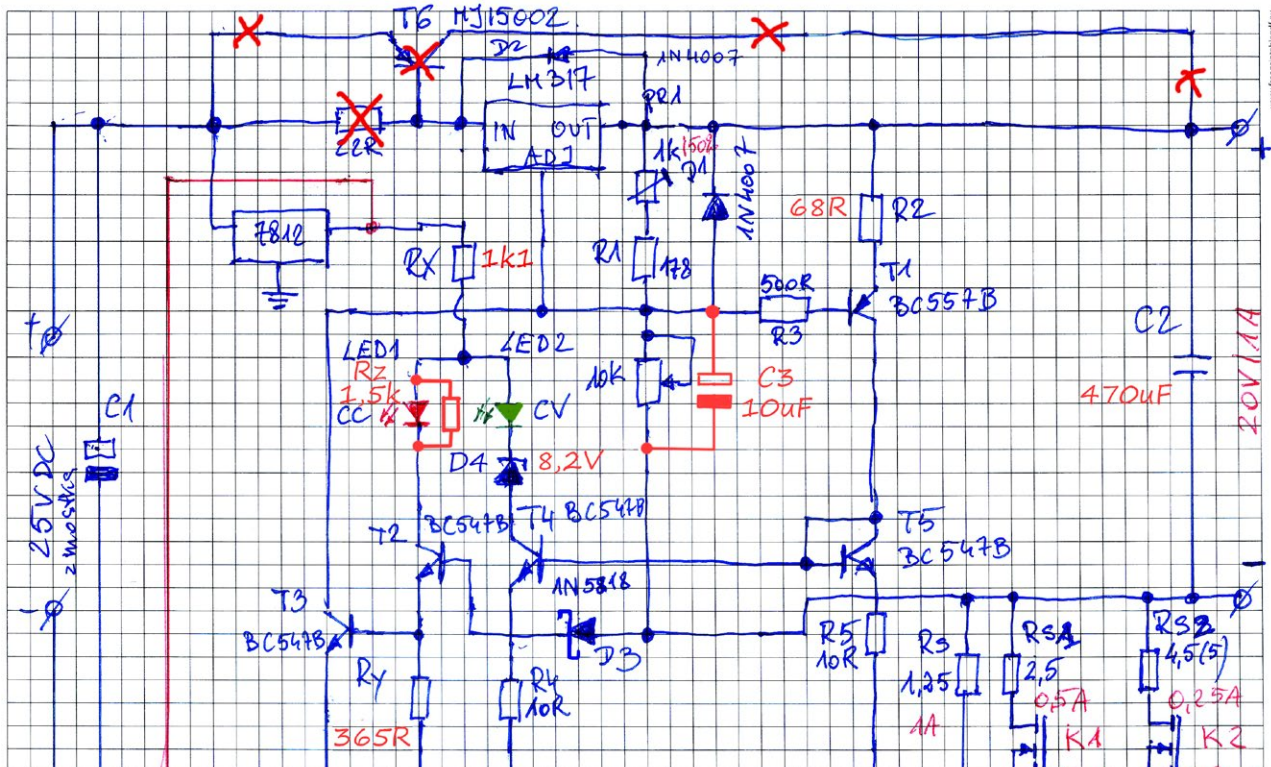 T6 MJ15002
D2 1N4007
LM317
PR1
IN OUT
ADJ
22R
1k 150R
D1
1N4007
+
7812
RX 1k1
R1 178
68R R2
T1
500R
BC557B
R3
C2
470uF
20V/1A
+
LED1 LED2
Rz
1,5k
CC CV
10K
C3
10uF
C1
D4 8,2V
25V DC
z mostka
T2 BC547B T4 BC547B
T5
BC547B
1N5818
-
-
T3
BC547B
D3
Ry
365R
R4
10R
R5
10R
Rs
1,25
1A
RS1
2,5
0,5A
K1
RS2
4,5(5)
0,25A
K2